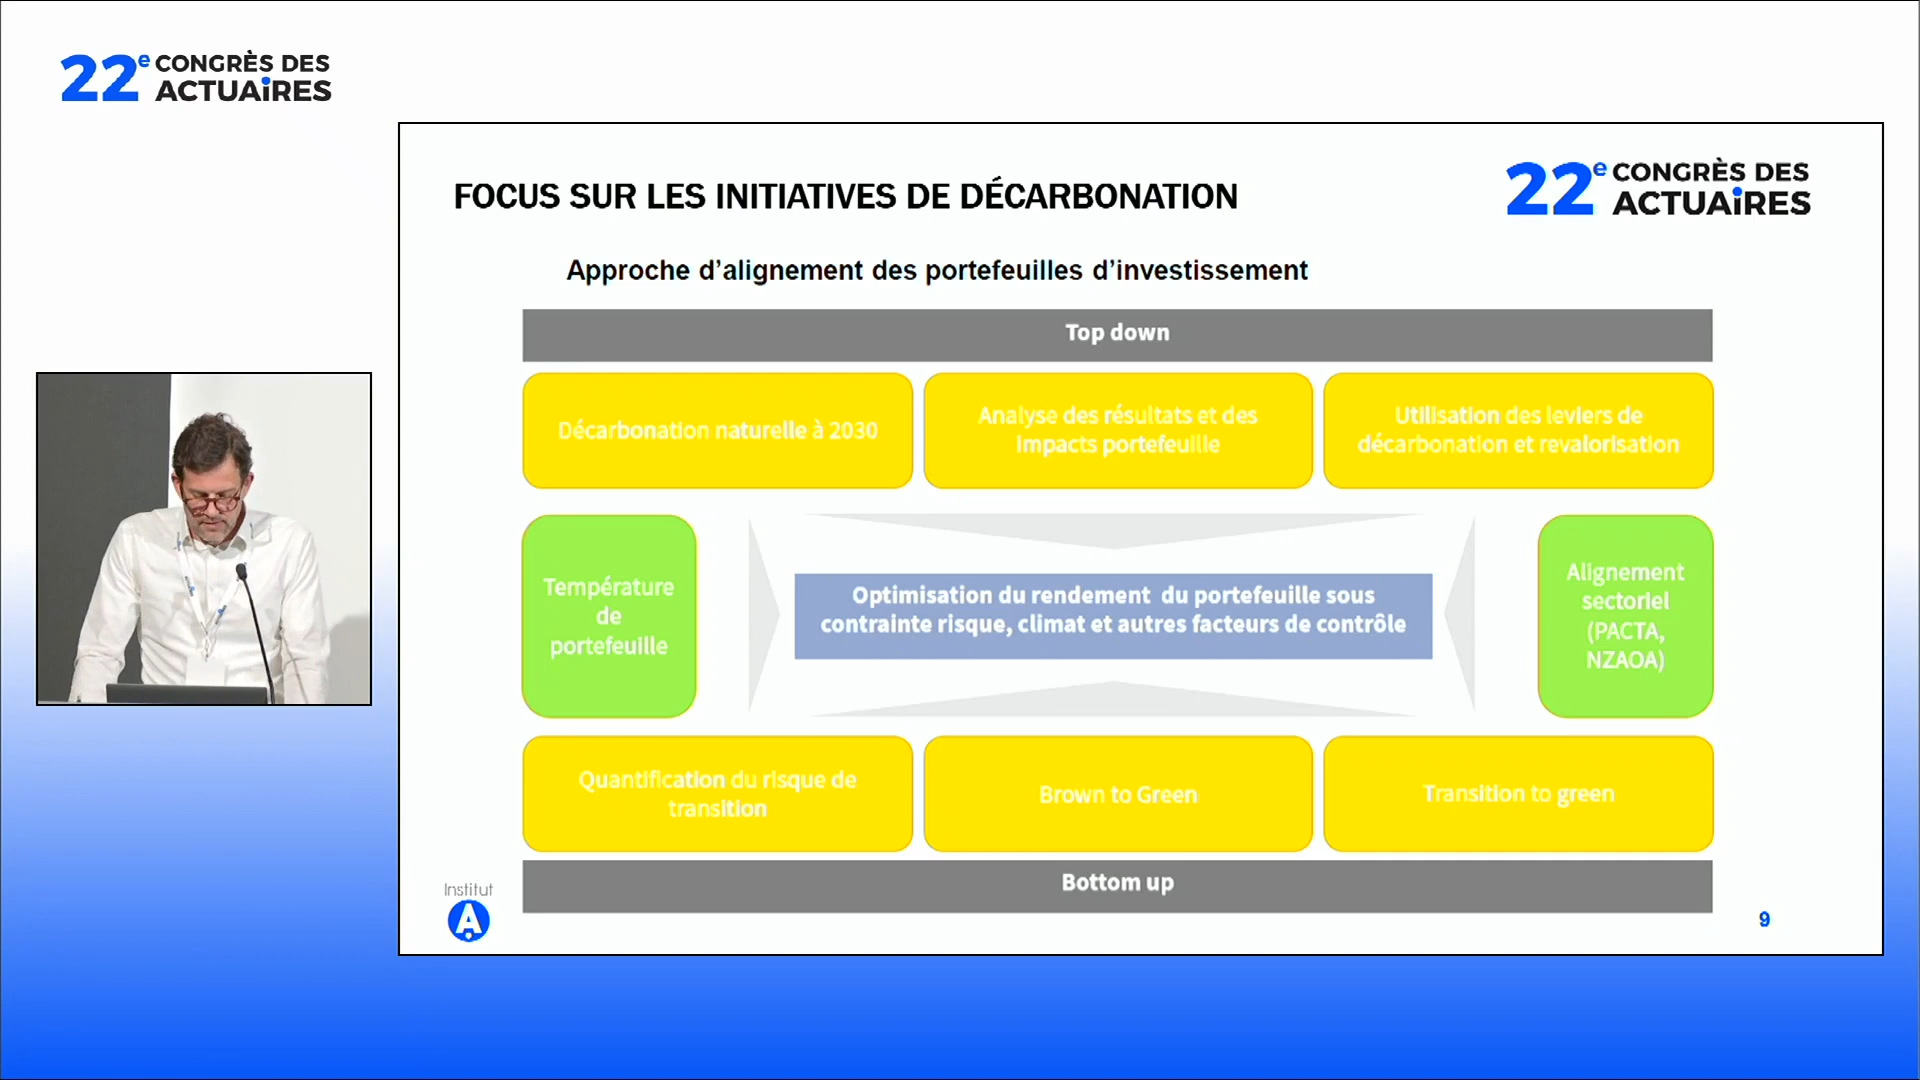 22e CONGRÈS DES
ACTUAiRES
FOCUS SUR LES INITIATIVES DE DÉCARBONATION
22e CONGRÈS DES
ACTUAiRES
Approche d’alignement des portefeuilles d’investissement
Top down
Décarbonation naturelle à 2030
Analyse des résultats et des
impacts portefeuille
Utilisation des leviers de
décarbonation et revalorisation
Température
de
portefeuille
Optimisation du rendement du portefeuille sous
contrainte risque, climat et autres facteurs de contrôle
Alignement
sectoriel
(PACTA,
NZAOA)
Quantification du risque de
transition
Brown to Green
Transition to green
Bottom up
Institut
A
9